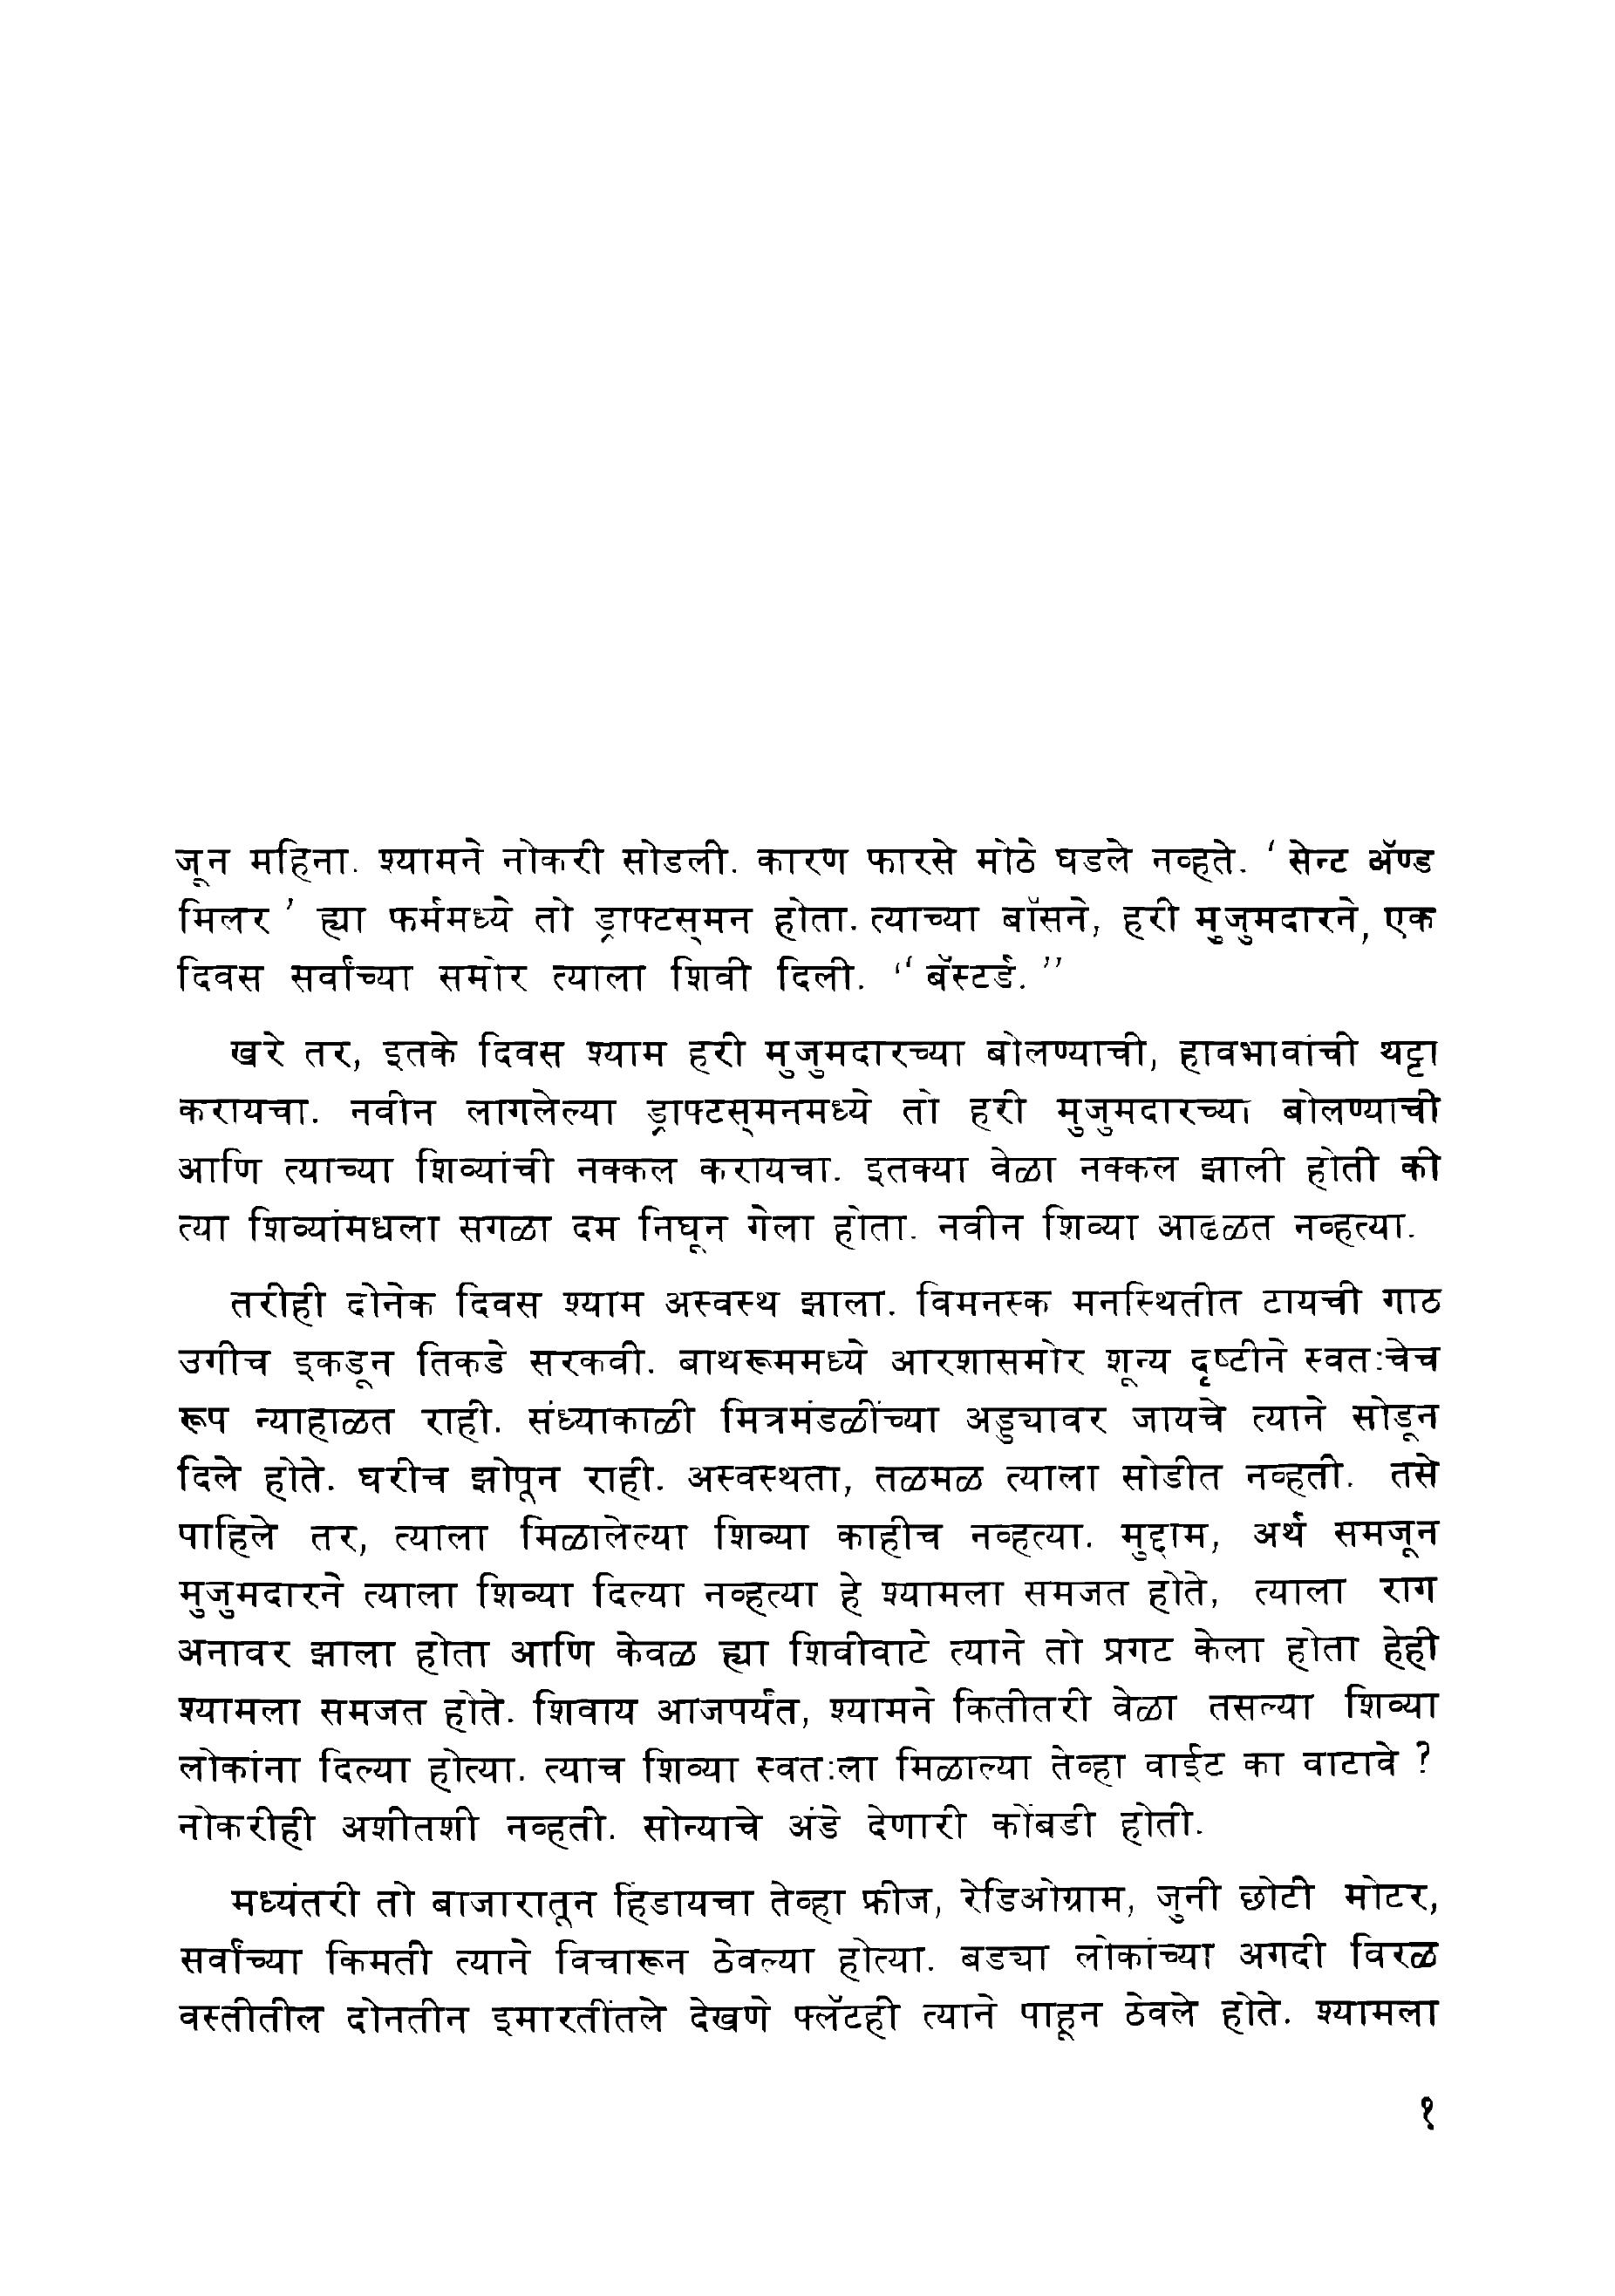 जून महिना. श्यामने नोकरी सोडली. कारण फारसे मोठे घडले नव्हते. ‘ सेन्ट ॲण्ड
मिलर ’ ह्या फर्ममध्ये तो ड्राफ्टस्‌मन होता. त्याच्या बॉसने, हरी मुजुमदारने, एक
दिवस सर्वांच्या समोर त्याला शिवी दिली. “ बॅस्टर्ड. ”
खरे तर, इतके दिवस श्याम हरी मुजुमदारच्या बोलण्याची, हावभावांची थट्टा
करायचा. नवीन लागलेल्या ड्राफ्टस्‌मनमध्ये तो हरी मुजुमदारच्या बोलण्याची
आणि त्याच्या शिव्यांची नक्कल करायचा. इतक्या वेळा नक्कल झाली होती की
त्या शिव्यांमधला सगळा दम निघून गेला होता. नवीन शिव्या आढळत नव्हत्या.
तरीही दोनेक दिवस श्याम अस्वस्थ झाला. विमनस्क मनस्थितीत टायची गाठ
उगीच इकडून तिकडे सरकवी. बाथरूममध्ये आरशासमोर शून्य दृष्टीने स्वतःचेच
रूप न्याहाळत राही. संध्याकाळी मित्रमंडळींच्या अड्ड्यावर जायचे त्याने सोडून
दिले होते. घरीच झोपून राही. अस्वस्थता, तळमळ त्याला सोडीत नव्हती. तसे
पाहिले तर, त्याला मिळालेल्या शिव्या काहीच नव्हत्या. मुद्दाम, अर्थ समजून
मुजुमदारने त्याला शिव्या दिल्या नव्हत्या हे श्यामला समजत होते, त्याला राग
अनावर झाला होता आणि केवळ ह्या शिवीवाटे त्याने तो प्रगट केला होता हेही
श्यामला समजत होते. शिवाय आजपर्यंत, श्यामने कितीतरी वेळा तसल्या शिव्या
लोकांना दिल्या होत्या. त्याच शिव्या स्वतःला मिळाल्या तेव्हा वाईट का वाटावे ?
नोकरीही अशीतशी नव्हती. सोन्याचे अंडे देणारी कोंबडी होती.
मध्यंतरी तो बाजारातून हिंडायचा तेव्हा फ्रीज, रेडिओग्राम, जुनी छोटी मोटर,
सर्वांच्या किमती त्याने विचारून ठेवल्या होत्या. बड्या लोकांच्या अगदी विरळ
वस्तीतील दोनतीन इमारतींतले देखणे फ्लॅटही त्याने पाहून ठेवले होते. श्यामला
१